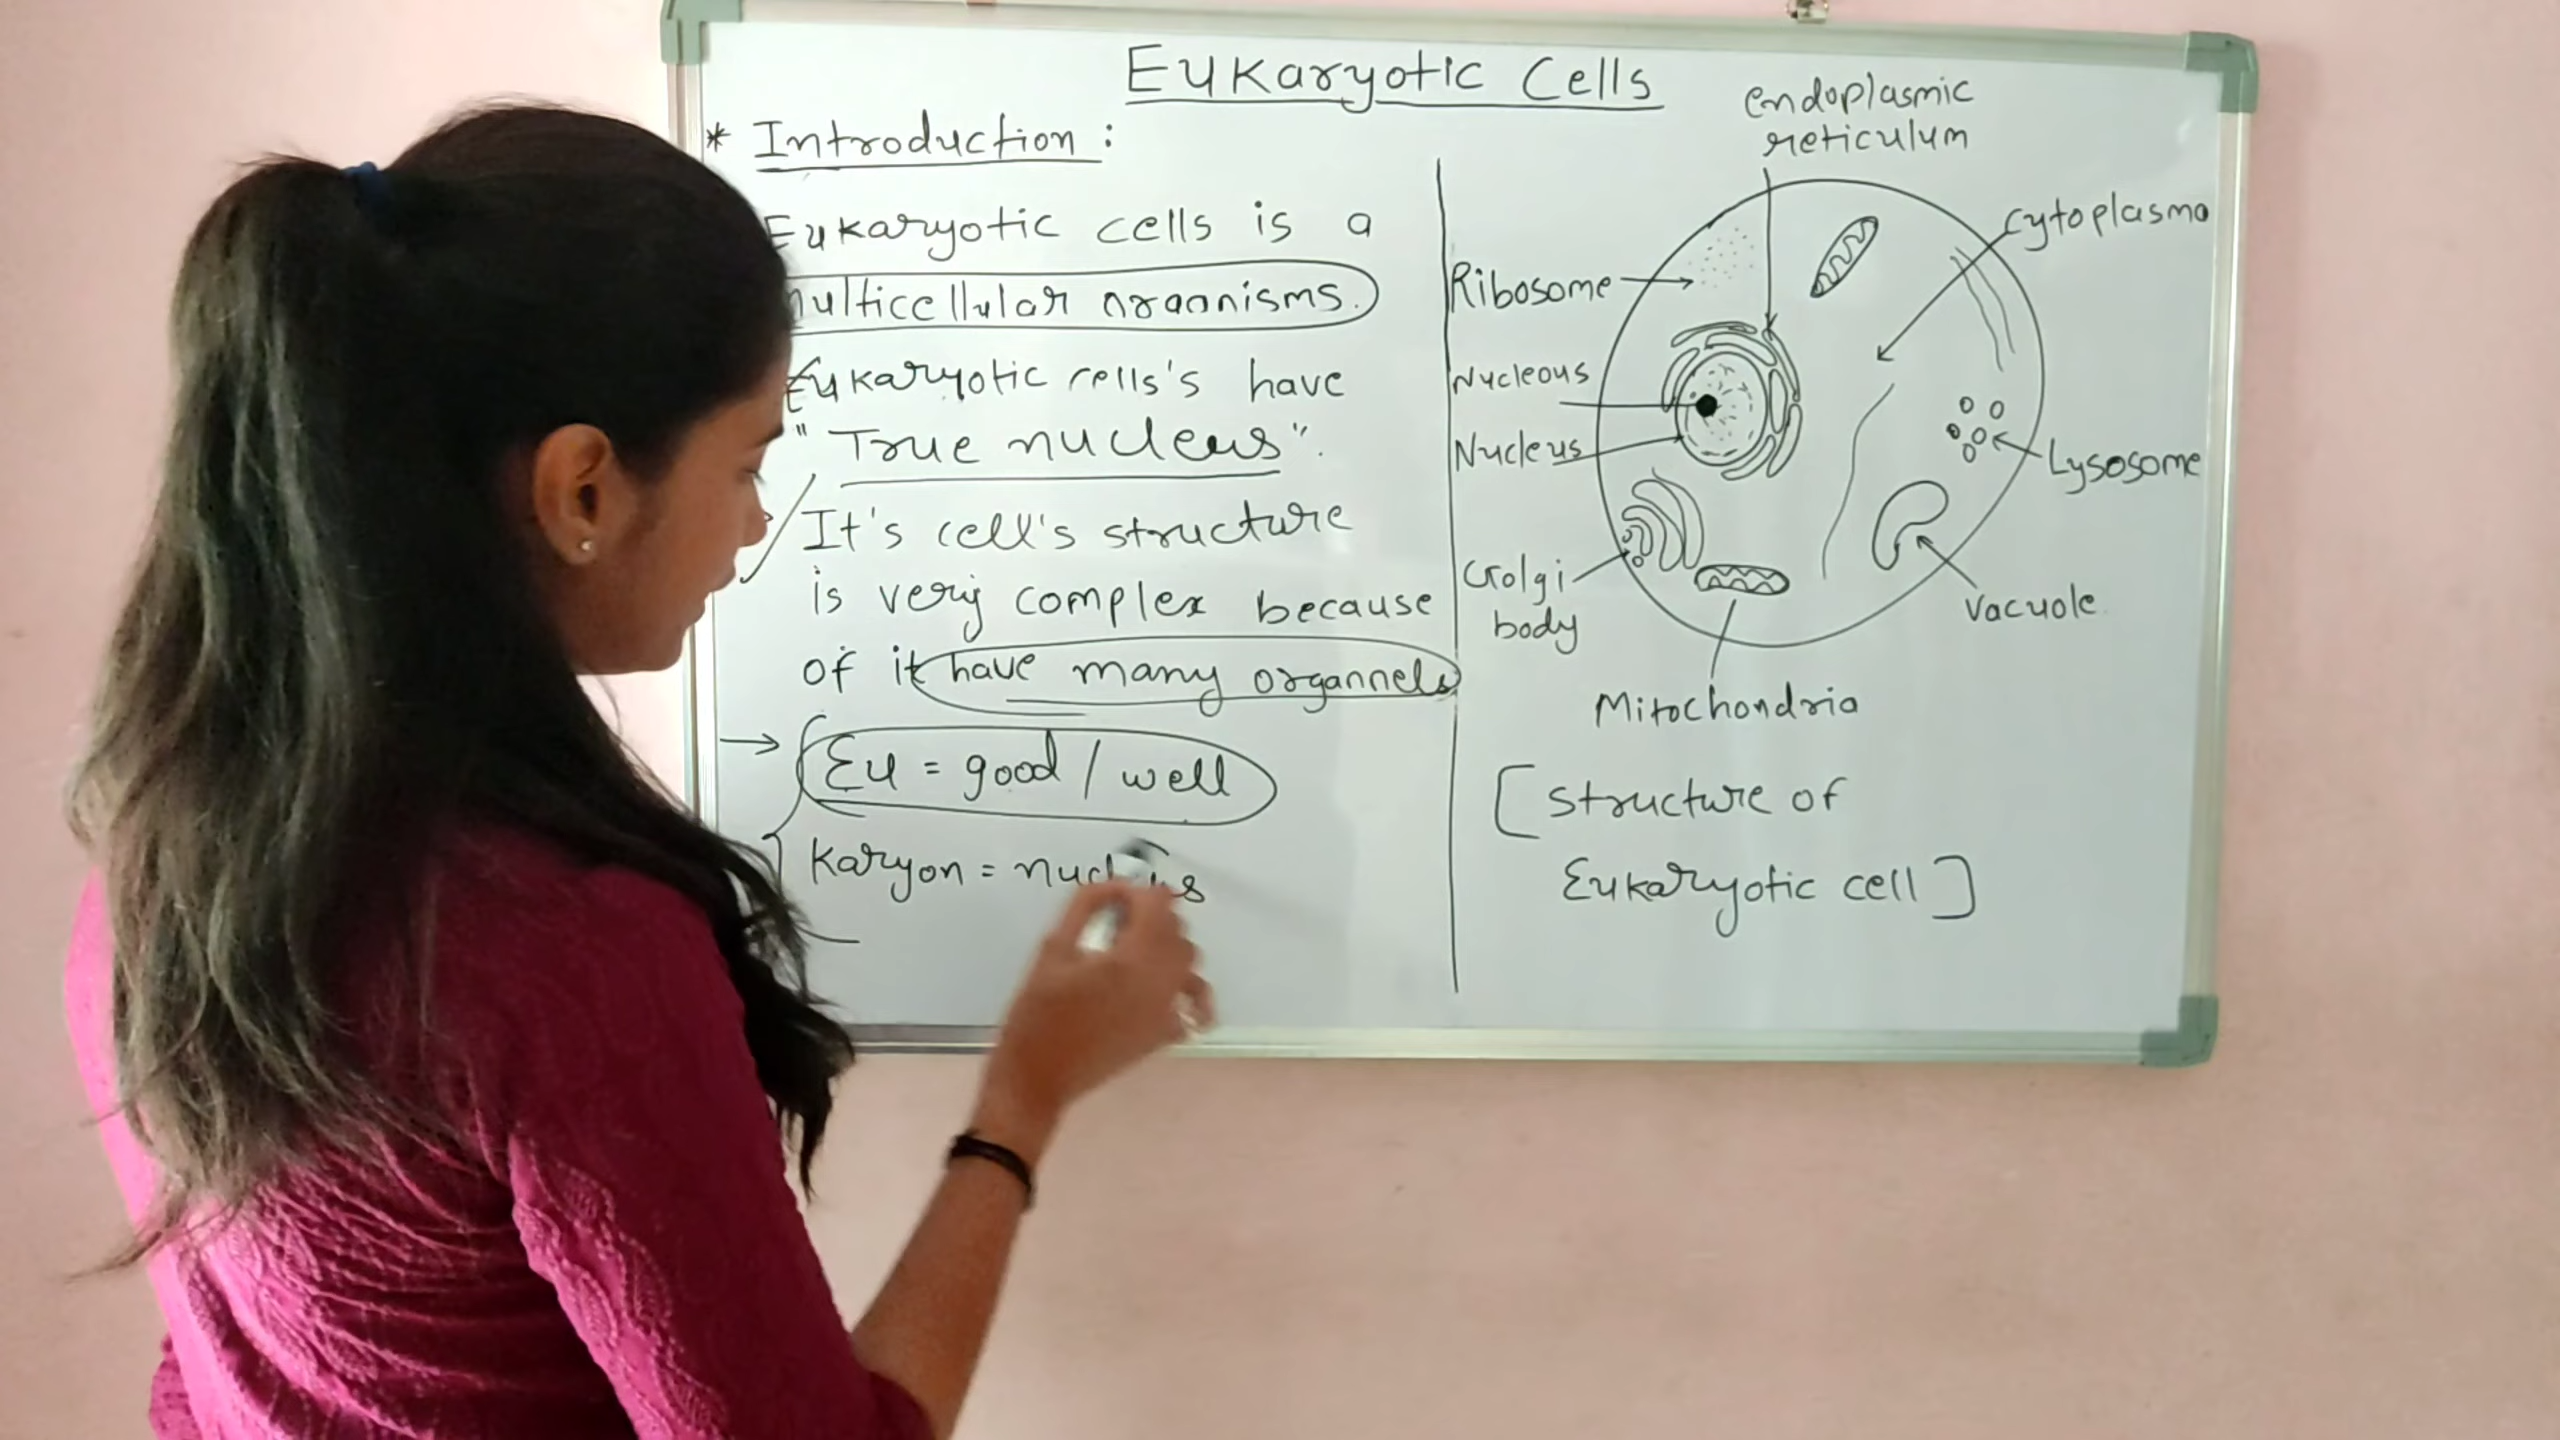 Eukaryotic Cells
* Introduction :
Eukaryotic cells is a
multicellular organisms.
Eukaryotic cells's have
"True nucleus".
It's cell's structure
is very complex because
of it have many organnels
→ Eu = good / well
Karyon = nucleus
endoplasmic
reticulum
Cytoplasma
Ribosome
Nucleous
Nucleus
Lysosome
Golgi
body
Vacuole
Mitochondria
[ Structure of
Eukaryotic cell ]